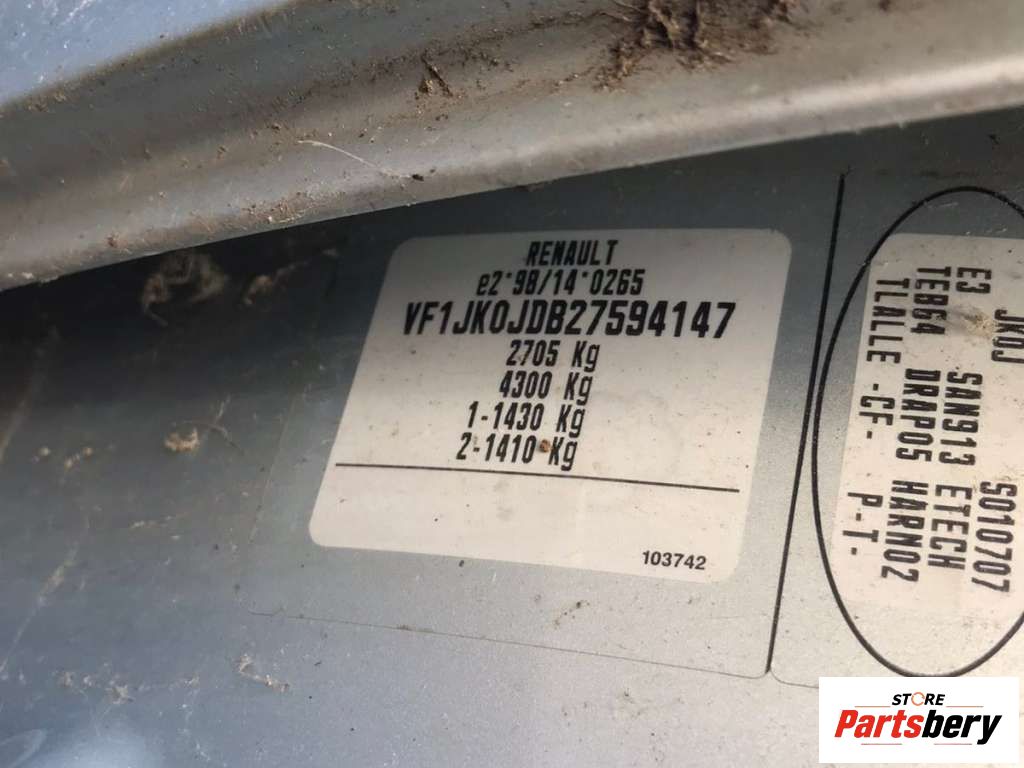 RENAULT
e2*98/14*0265
VF1JK0JDB27594147
2705 Kg
4300 Kg
1-1430 Kg
2-1410 Kg
103742
JK0J S010707
E3 SAN913 ETECH
TEB64 DRAP05 HARN02
TLALLE -CF- P -T-
STORE
Partsbery